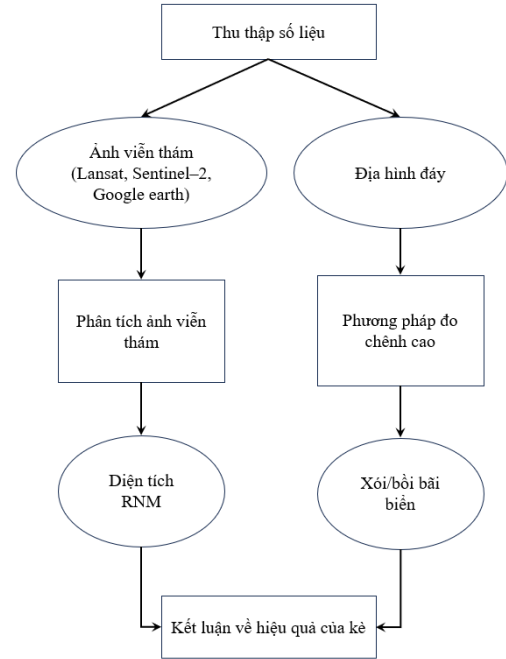 Thu thập số liệu
Ảnh viễn thám
(Lansat, Sentinel–2,
Google earth)
Địa hình đáy
Phân tích ảnh viễn
thám
Phương pháp đo
chênh cao
Diện tích
RNM
Xói/bồi bãi
biển
Kết luận về hiệu quả của kè